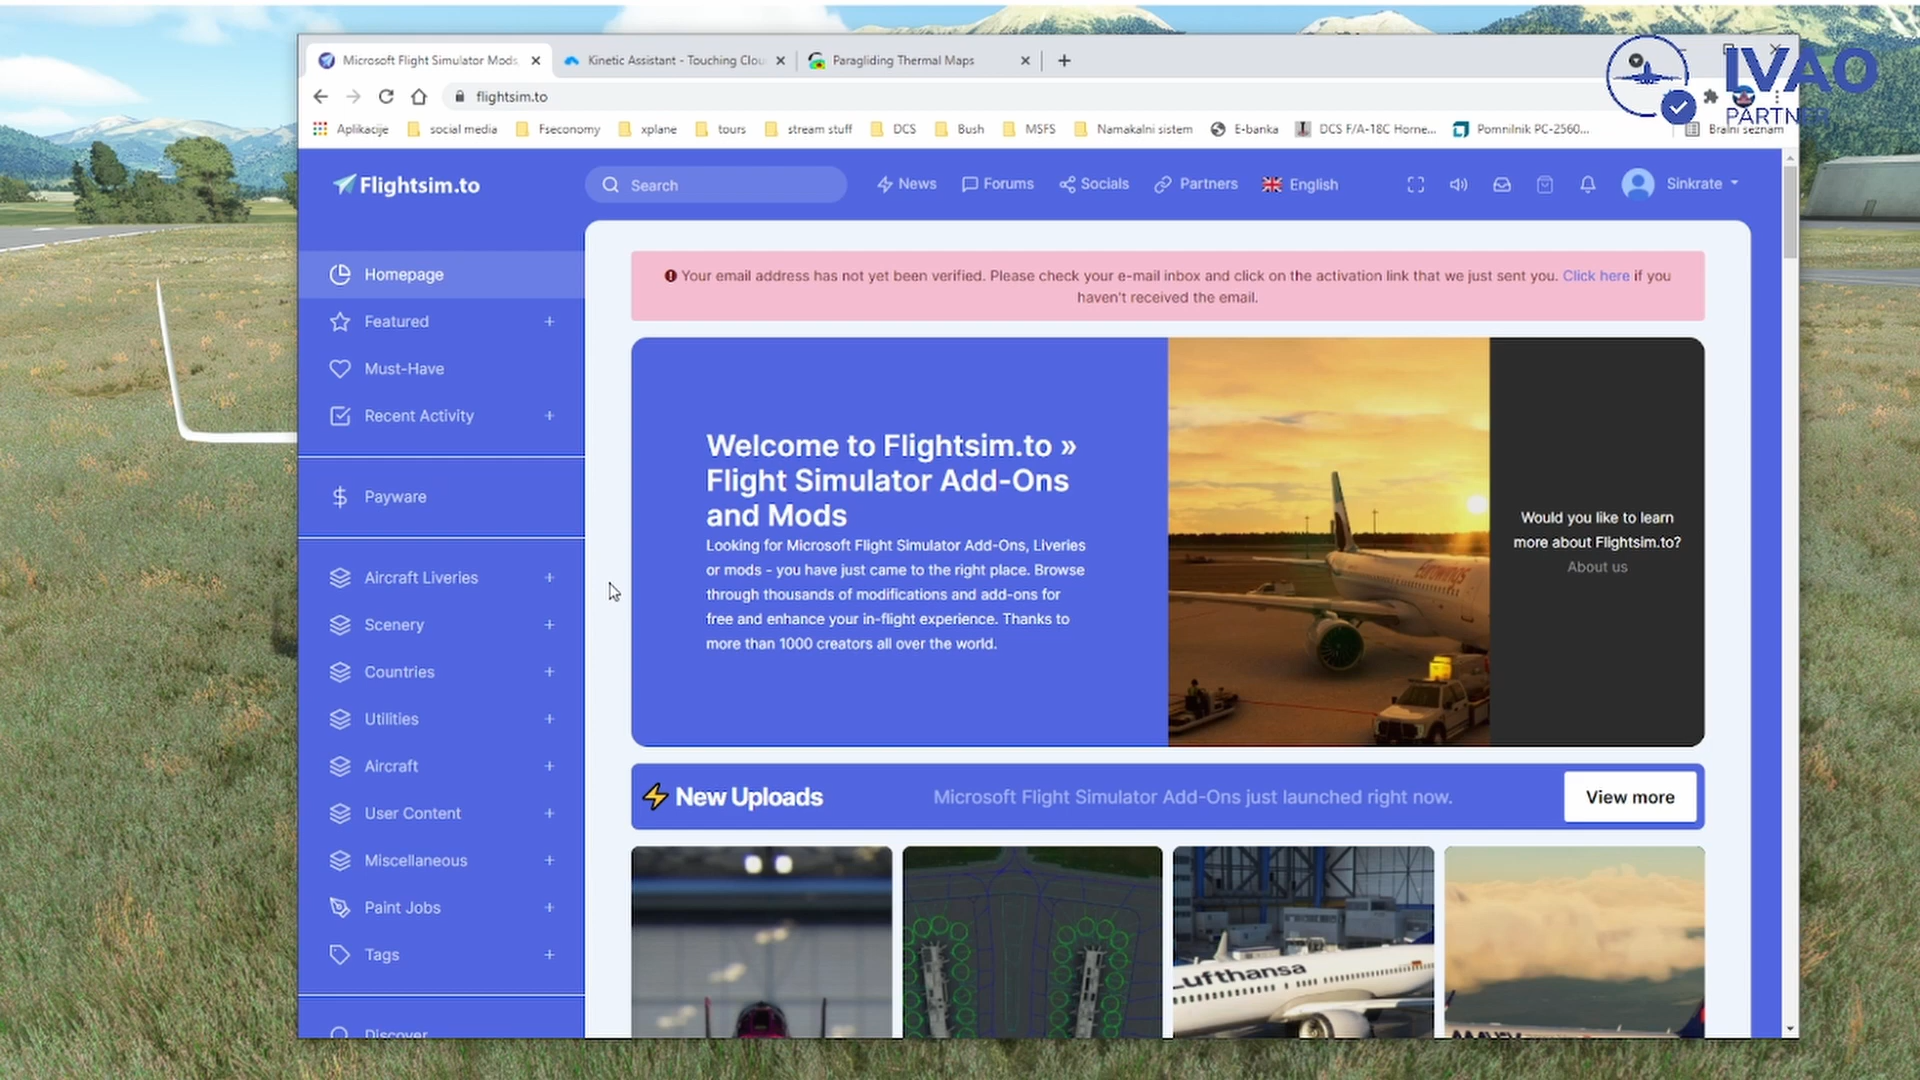 Microsoft Flight Simulator Mods
Kinetic Assistant - Touching Clou
Paragliding Thermal Maps
IVAO
PARTNER
flightsim.to
Aplikacije
social media
Fseconomy
xplane
tours
stream stuff
DCS
Bush
MSFS
Namakalni sistem
E-banka
DCS F/A-18C Horne...
Pomnilnik PC-2560...
Bralni seznam
Flightsim.to
Search
News
Forums
Socials
Partners
English
Sinkrate
Homepage
Featured
Must-Have
Recent Activity
Payware
Aircraft Liveries
Scenery
Countries
Utilities
Aircraft
User Content
Miscellaneous
Paint Jobs
Tags
Discover
Your email address has not yet been verified. Please check your e-mail inbox and click on the activation link that we just sent you. Click here if you
haven't received the email.
Welcome to Flightsim.to »
Flight Simulator Add-Ons
and Mods
Looking for Microsoft Flight Simulator Add-Ons, Liveries
or mods - you have just came to the right place. Browse
through thousands of modifications and add-ons for
free and enhance your in-flight experience. Thanks to
more than 1000 creators all over the world.
Eurowings
Would you like to learn
more about Flightsim.to?
About us
New Uploads
Microsoft Flight Simulator Add-Ons just launched right now.
View more
Lufthansa